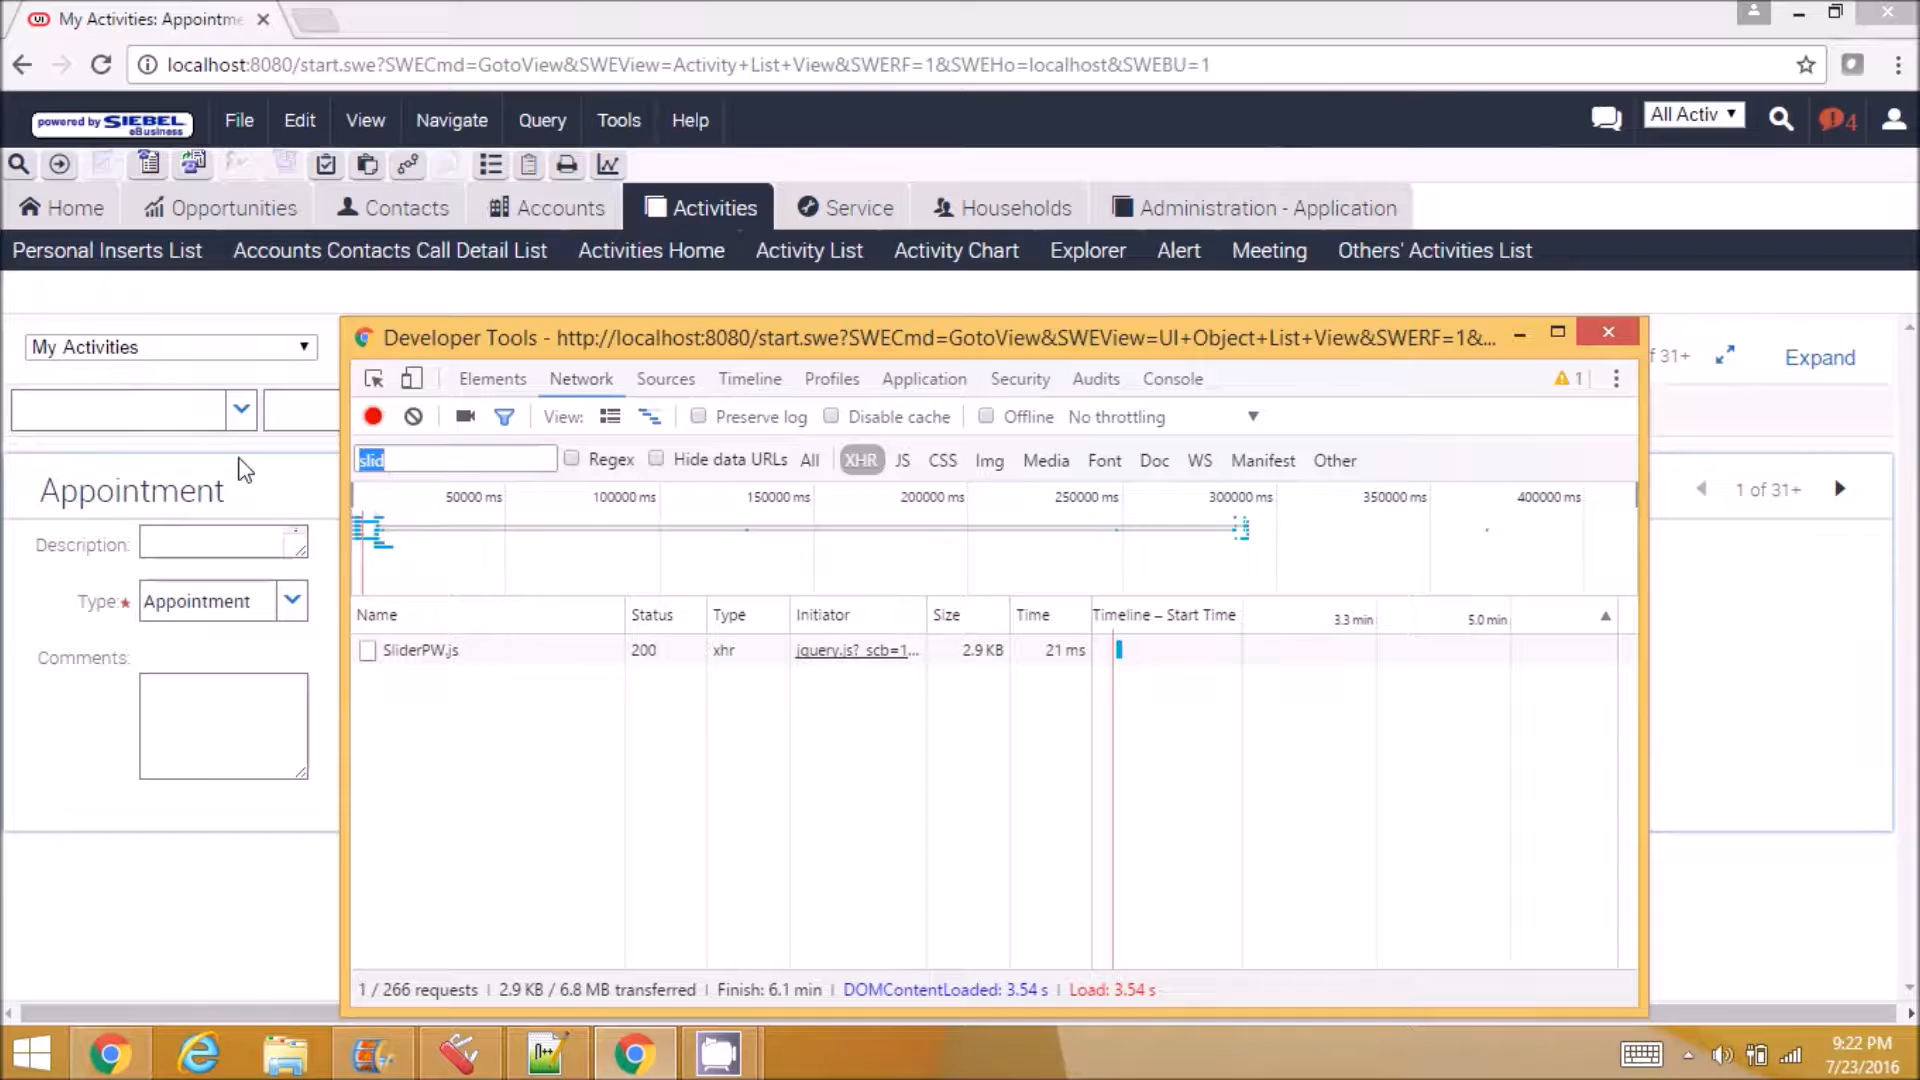 My Activities: Appointme
localhost:8080/start.swe?SWECmd=GotoView&SWEView=Activity+List+View&SWERF=1&SWEHo=localhost&SWEBU=1
powered by SIEBEL eBusiness File Edit View Navigate Query Tools Help All Activ 4
Home Opportunities Contacts Accounts Activities Service Households Administration - Application
Personal Inserts List Accounts Contacts Call Detail List Activities Home Activity List Activity Chart Explorer Alert Meeting Others' Activities List
My Activities
f 31+ Expand
Appointment
1 of 31+
Description:
Type: Appointment
Comments:
Developer Tools - http://localhost:8080/start.swe?SWECmd=GotoView&SWEView=UI+Object+List+View&SWERF=1&...
Elements Network Sources Timeline Profiles Application Security Audits Console 1
View: Preserve log Disable cache Offline No throttling
slid Regex Hide data URLs All XHR JS CSS Img Media Font Doc WS Manifest Other
50000 ms 100000 ms 150000 ms 200000 ms 250000 ms 300000 ms 350000 ms 400000 ms
Name Status Type Initiator Size Time Timeline – Start Time 3.3 min 5.0 min
SliderPW.js 200 xhr jquery.js?_scb=1... 2.9 KB 21 ms
1 / 266 requests | 2.9 KB / 6.8 MB transferred | Finish: 6.1 min | DOMContentLoaded: 3.54 s | Load: 3.54 s
9:22 PM
7/23/2016